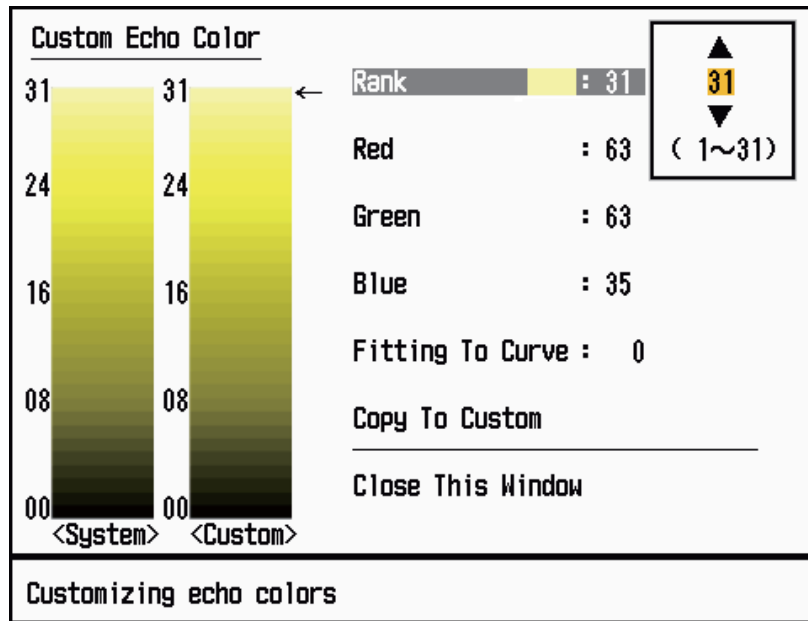 Custom Echo Color
31 31 ← Rank : 31
31
( 1～31)
Red : 63
24 24
Green : 63
16 16 Blue : 35
Fitting To Curve : 0
08 08
Copy To Custom
Close This Window
00 00
<System> <Custom>
Customizing echo colors